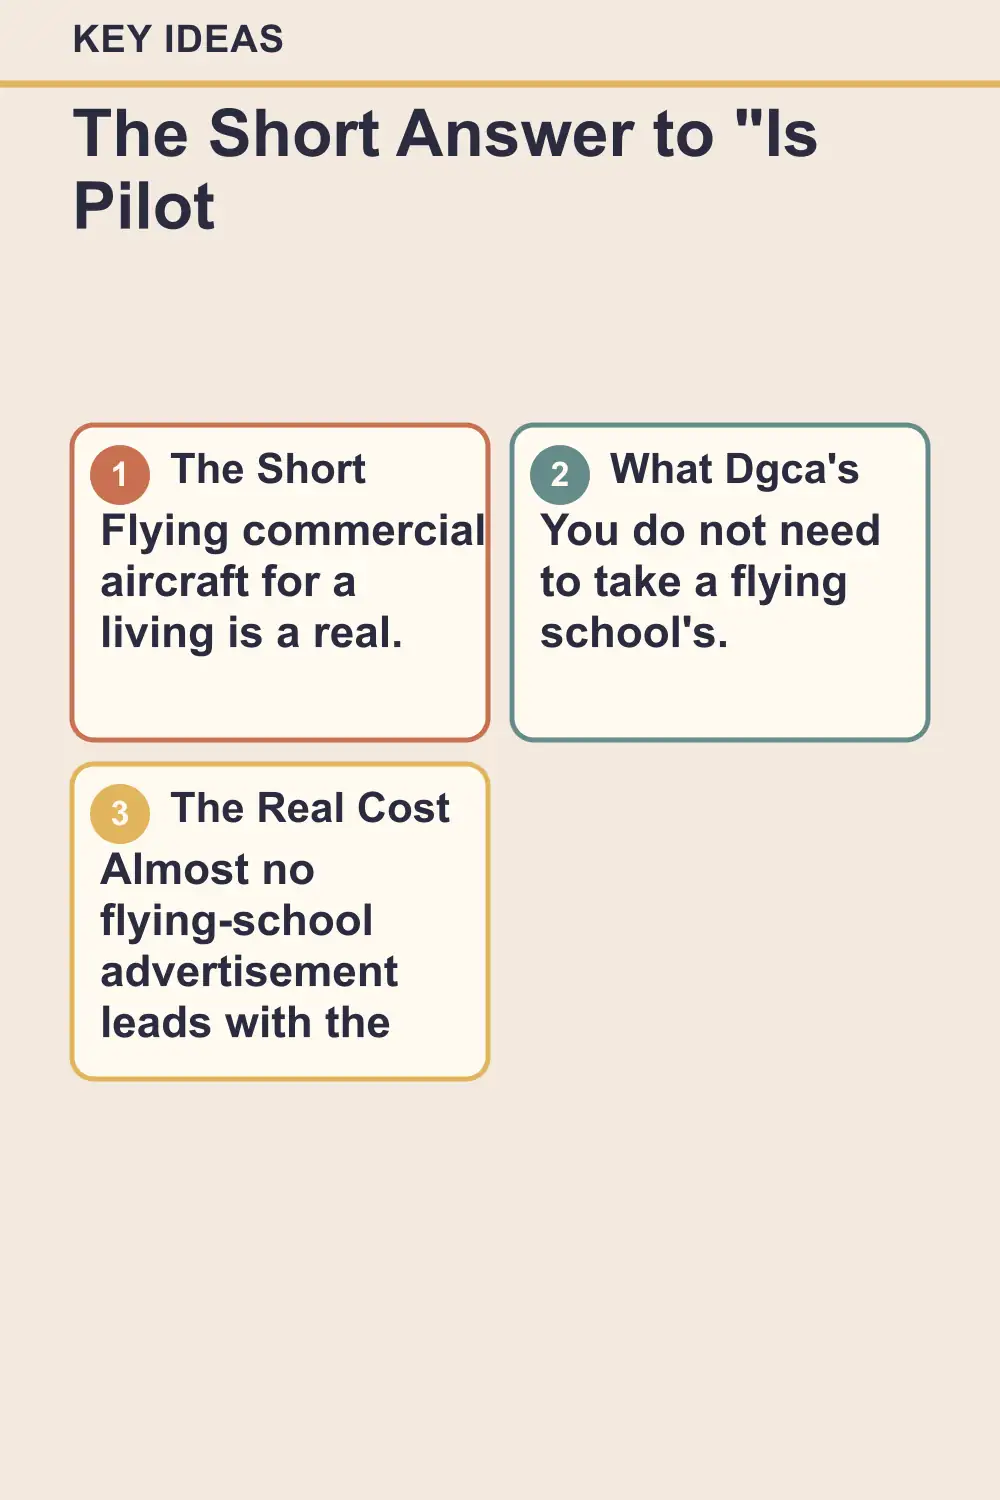 KEY IDEAS
The Short Answer to "Is
Pilot
1 The Short
Flying commercial
aircraft for a
living is a real.
2 What Dgca's
You do not need
to take a flying
school's.
3 The Real Cost
Almost no
flying-school
advertisement
leads with the